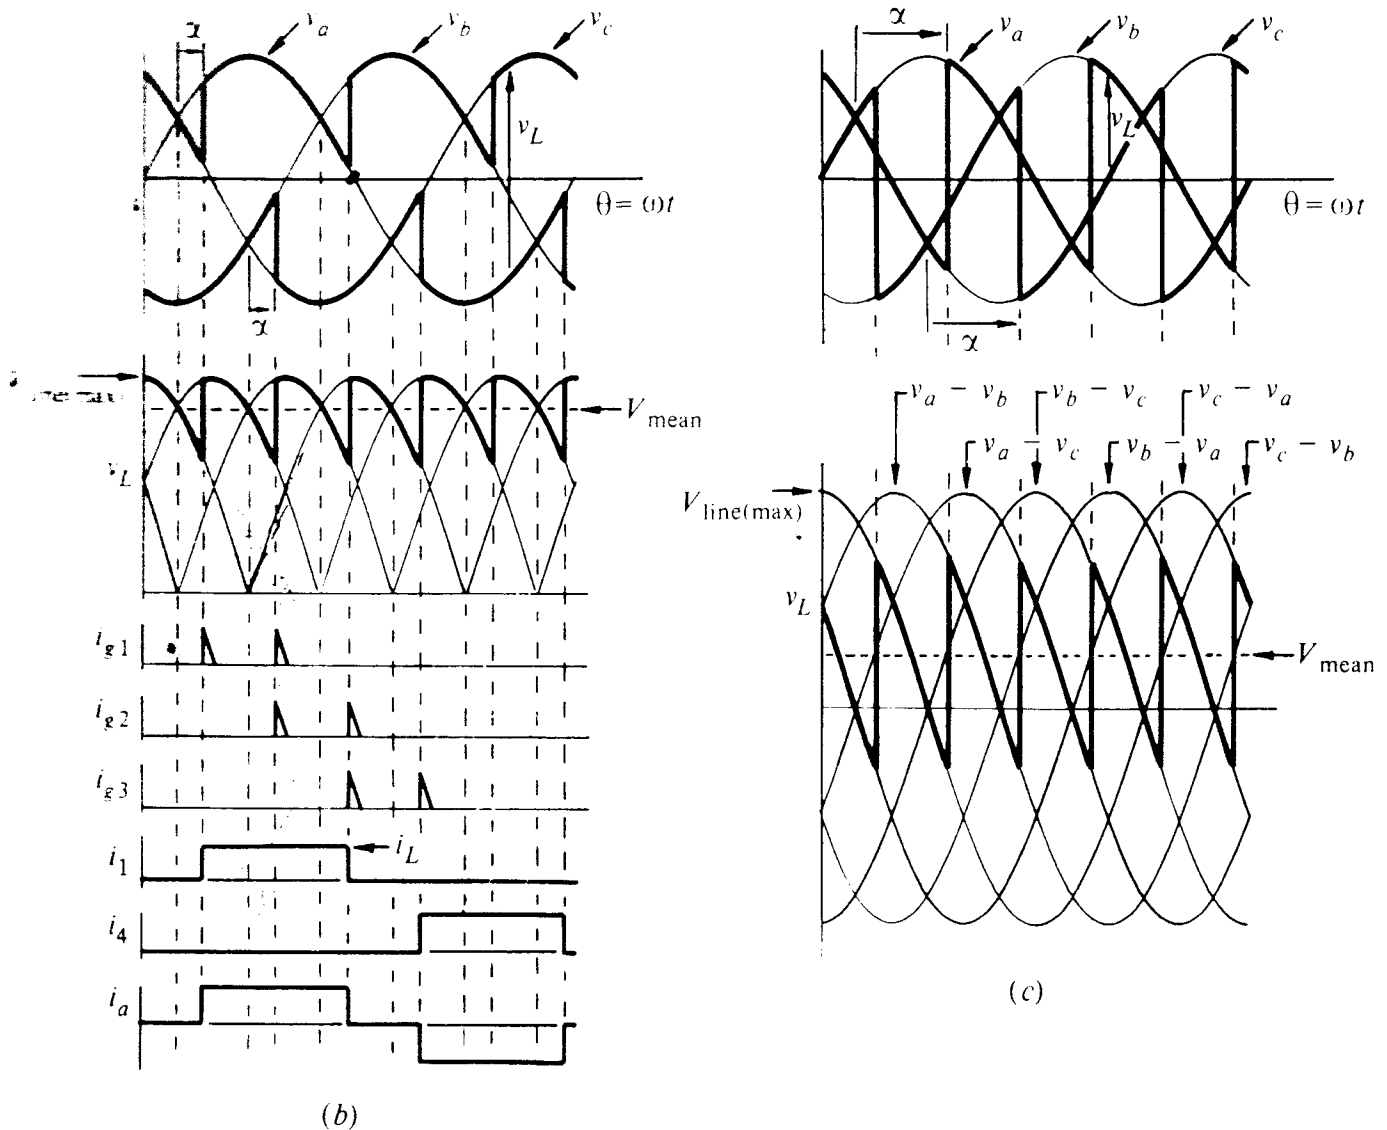 α
v_a
v_b
v_c
v_L
θ = ωt
α
V_mean
v_L
i_g1
i_g2
i_g3
i_1
i_L
i_4
i_a
(b)
α
v_a
v_b
v_c
v_L
θ = ωt
α
v_a − v_b
v_b − v_c
v_c − v_a
v_a − v_c
v_b − v_a
v_c − v_b
V_line(max)
v_L
V_mean
(c)